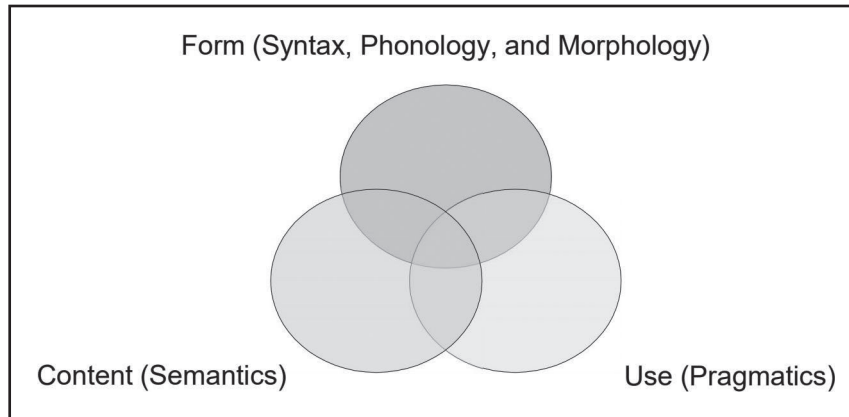 Form (Syntax, Phonology, and Morphology)
Content (Semantics)
Use (Pragmatics)